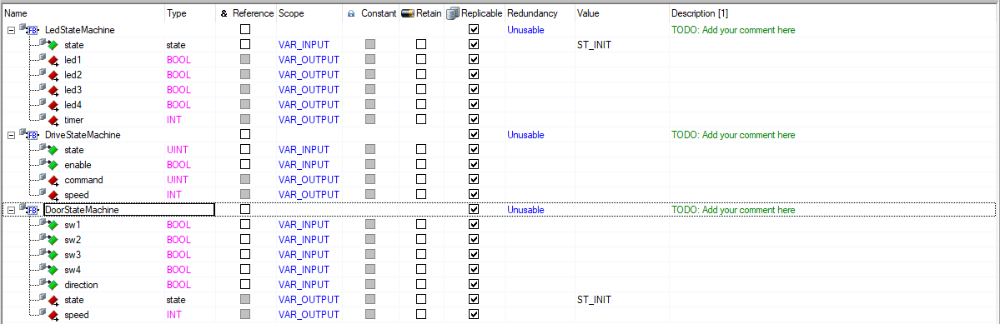 Name Type & Reference Scope Constant Retain Replicable Redundancy Value Description [1]
FB LedStateMachine Unusable TODO: Add your comment here
state state VAR_INPUT ST_INIT
led1 BOOL VAR_OUTPUT
led2 BOOL VAR_OUTPUT
led3 BOOL VAR_OUTPUT
led4 BOOL VAR_OUTPUT
timer INT VAR_OUTPUT
FB DriveStateMachine Unusable TODO: Add your comment here
state UINT VAR_INPUT
enable BOOL VAR_INPUT
command UINT VAR_OUTPUT
speed INT VAR_OUTPUT
FB DoorStateMachine Unusable TODO: Add your comment here
sw1 BOOL VAR_INPUT
sw2 BOOL VAR_INPUT
sw3 BOOL VAR_INPUT
sw4 BOOL VAR_INPUT
direction BOOL VAR_INPUT
state state VAR_OUTPUT ST_INIT
speed INT VAR_OUTPUT